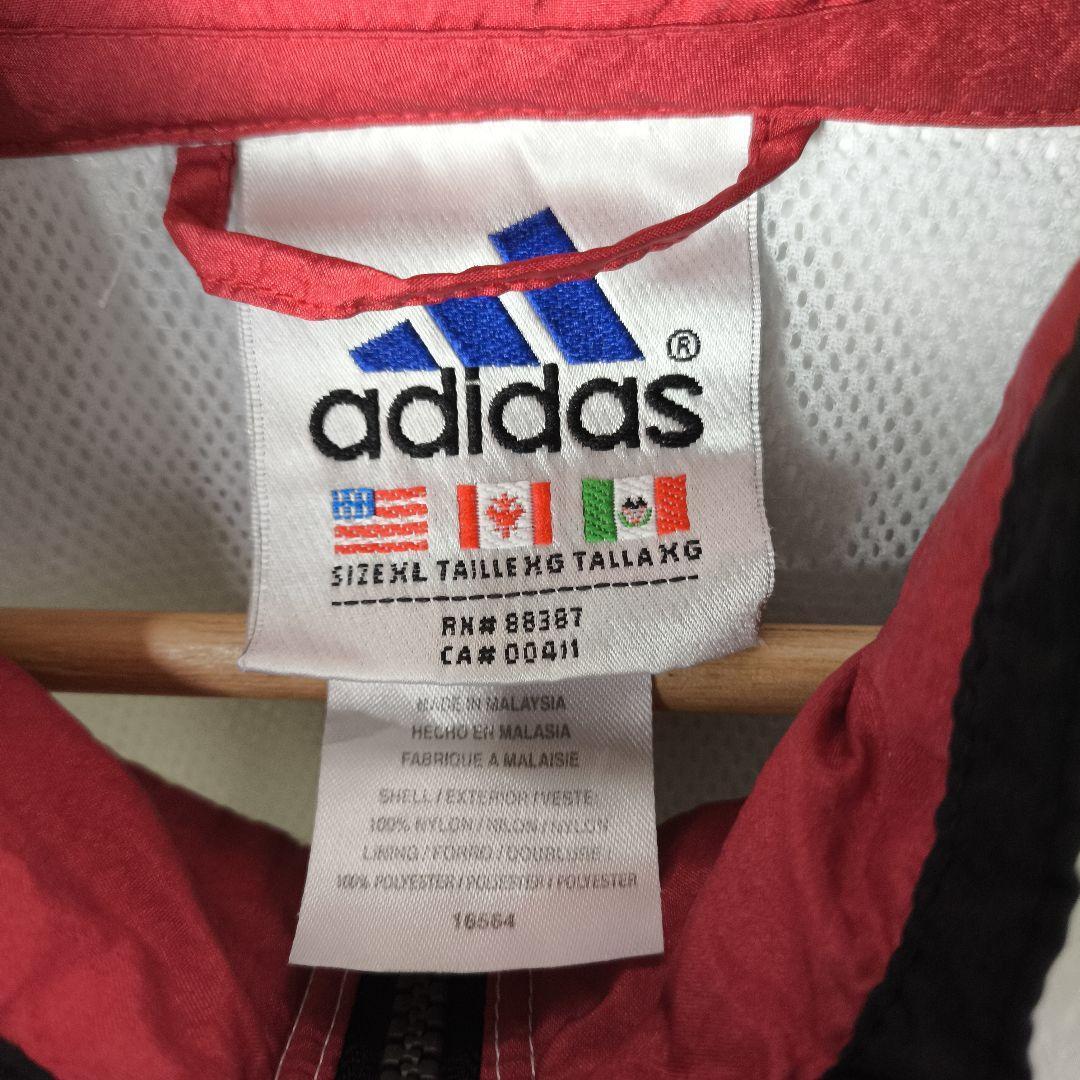 ®
adidas
SIZE XL TAILLE XG TALLA XG
RN# 88387
CA# 00411
MADE IN MALAYSIA
HECHO EN MALASIA
FABRIQUE A MALAISIE
SHELL / EXTERIOR / VESTE:
100% NYLON / NILON / NYLON
LINING / FORRO / DOUBLURE:
100% POLYESTER / POLIESTER / POLYESTER
16564